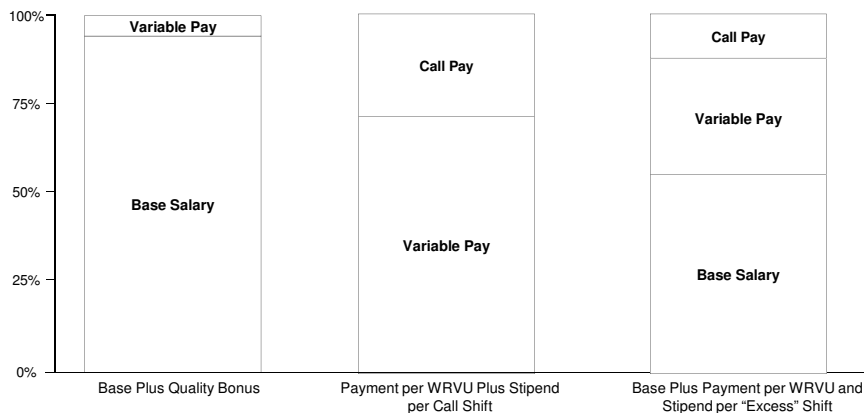 100%
75%
50%
25%
0%
Variable Pay
Base Salary
Base Plus Quality Bonus
Call Pay
Variable Pay
Payment per WRVU Plus Stipend
per Call Shift
Call Pay
Variable Pay
Base Salary
Base Plus Payment per WRVU and
Stipend per “Excess” Shift